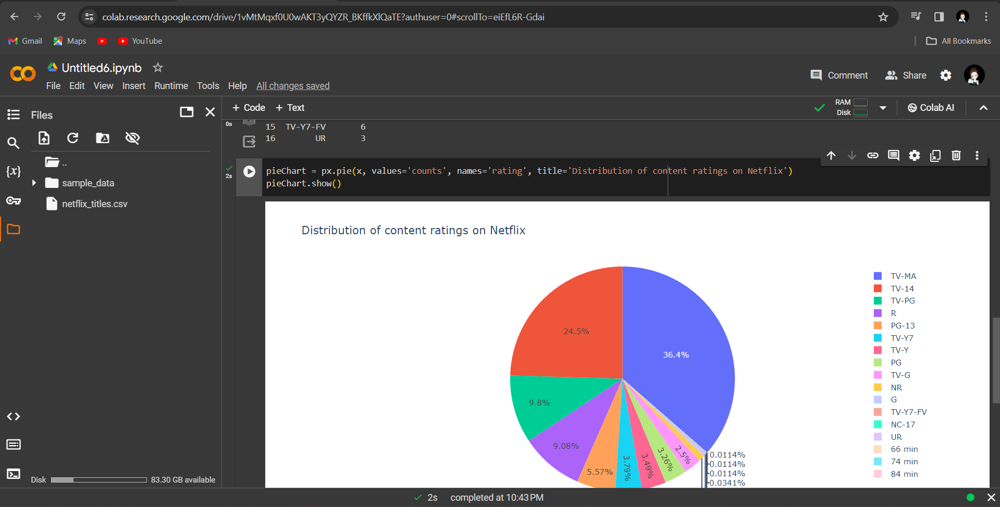 colab.research.google.com/drive/1vMtMqxf0U0wAKT3yQYZR_BKffkXlQaTE?authuser=0#scrollTo=eiEfL6R-Gdai
Gmail Maps YouTube All Bookmarks
CO Untitled6.ipynb
File Edit View Insert Runtime Tools Help All changes saved
Comment Share
Files
+ Code + Text
RAM
Disk
Colab AI
0s
15 TV-Y7-FV 6
16 UR 3
..
{x}
sample_data
netflix_titles.csv
2s
pieChart = px.pie(x, values='counts', names='rating', title='Distribution of content ratings on Netflix')
pieChart.show()
Distribution of content ratings on Netflix
36.4%
24.5%
9.8%
9.08%
5.57%
3.79%
3.49%
3.26%
2.5%
0.0114%
0.0114%
0.0114%
0.0341%
TV-MA
TV-14
TV-PG
R
PG-13
TV-Y7
TV-Y
PG
TV-G
NR
G
TV-Y7-FV
NC-17
UR
66 min
74 min
84 min
Disk 83.30 GB available
2s completed at 10:43 PM